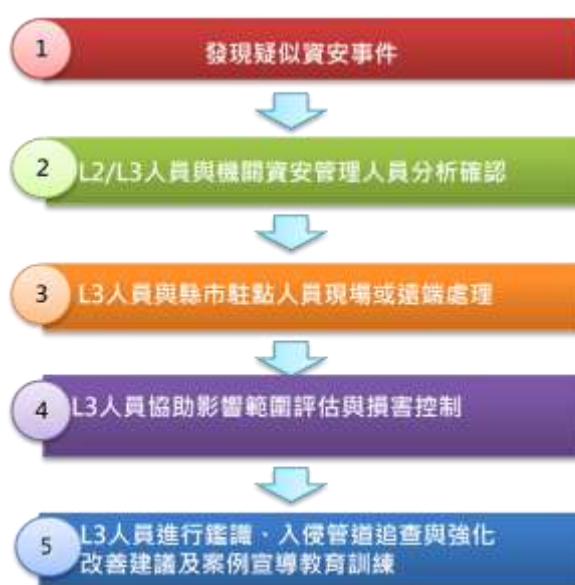 1
發現疑似資安事件
2
L2/L3人員與機關資安管理人員分析確認
3
L3人員與縣市駐點人員現場或遠端處理
4
L3人員協助影響範圍評估與損害控制
5
L3人員進行鑑識、入侵管道追查與強化
改善建議及案例宣導教育訓練